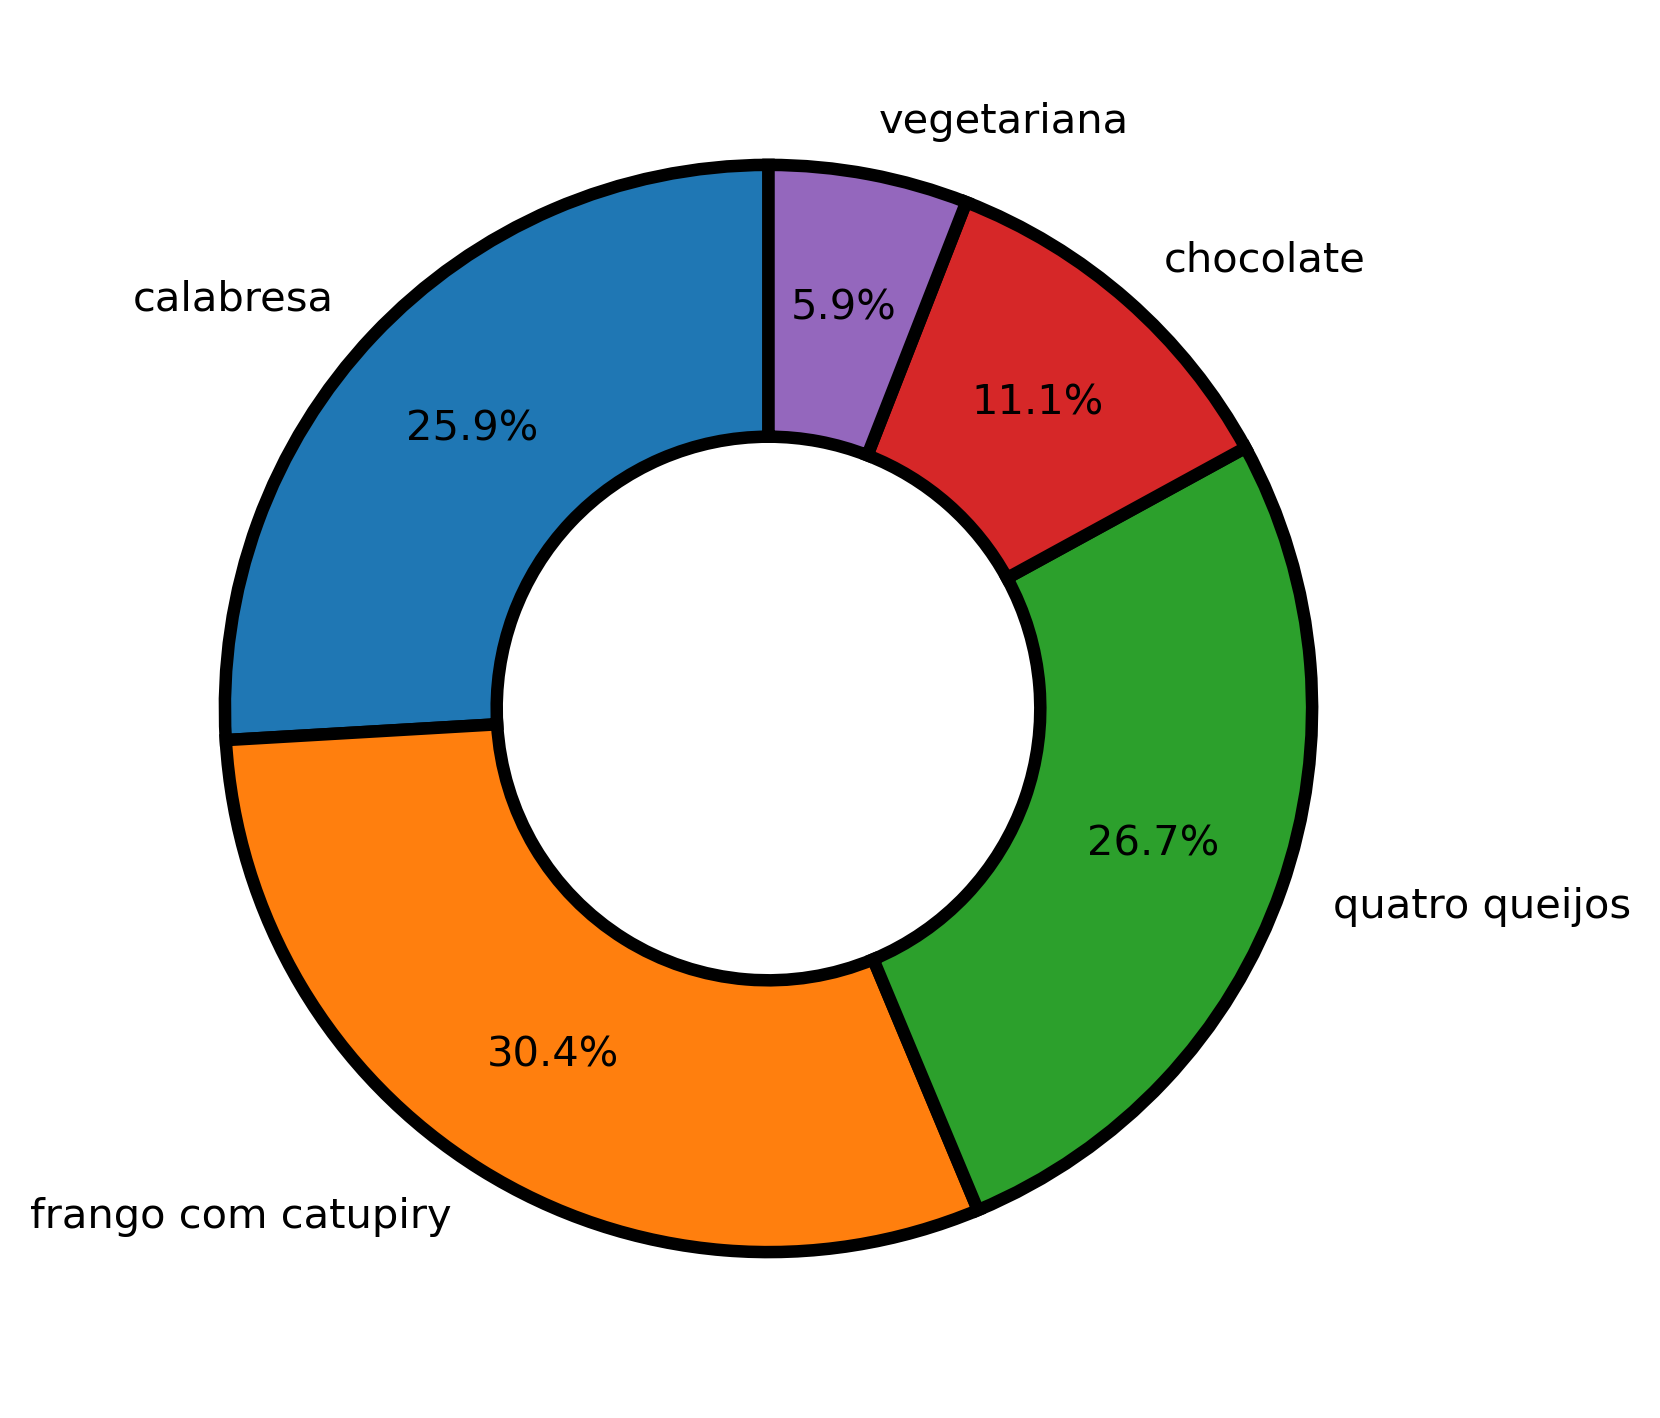 vegetariana
chocolate
calabresa
5.9%
11.1%
25.9%
26.7%
quatro queijos
30.4%
frango com catupiry